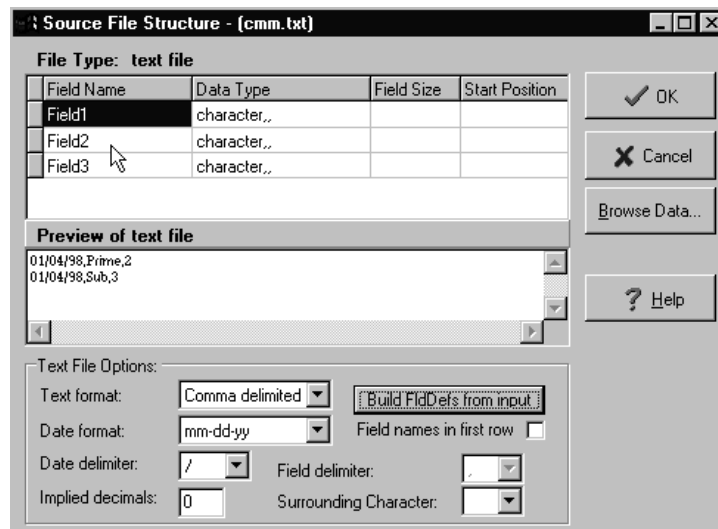 Source File Structure - (cmm.txt)
File Type: text file
Field Name Data Type Field Size Start Position
Field1 character,,
Field2 character,,
Field3 character,,
OK
Cancel
Browse Data...
Help
Preview of text file
01/04/98,Prime,2
01/04/98,Sub,3
Text File Options:
Text format: Comma delimited Build FldDefs from input
Date format: mm-dd-yy Field names in first row
Date delimiter: / Field delimiter: ,
Implied decimals: 0 Surrounding Character: